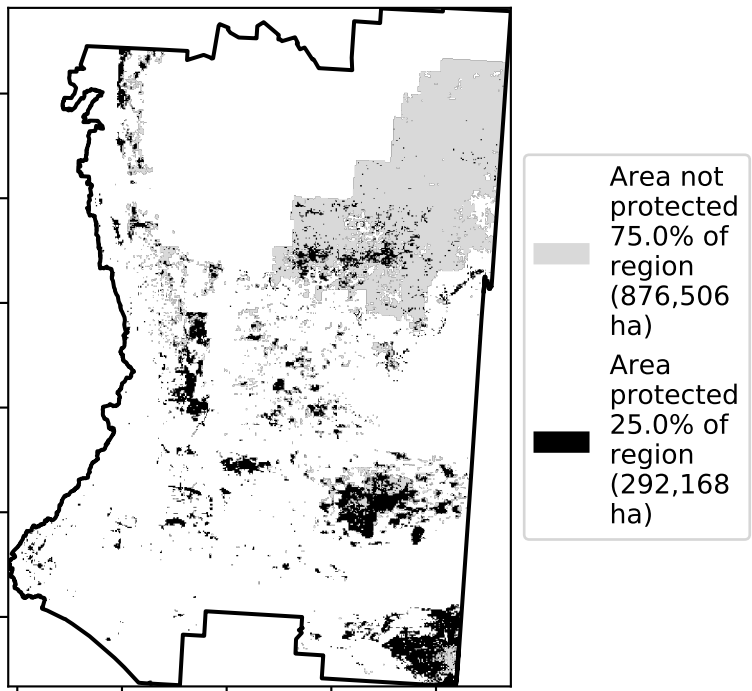 Area not
protected
75.0% of
region
(876,506
ha)
Area
protected
25.0% of
region
(292,168
ha)